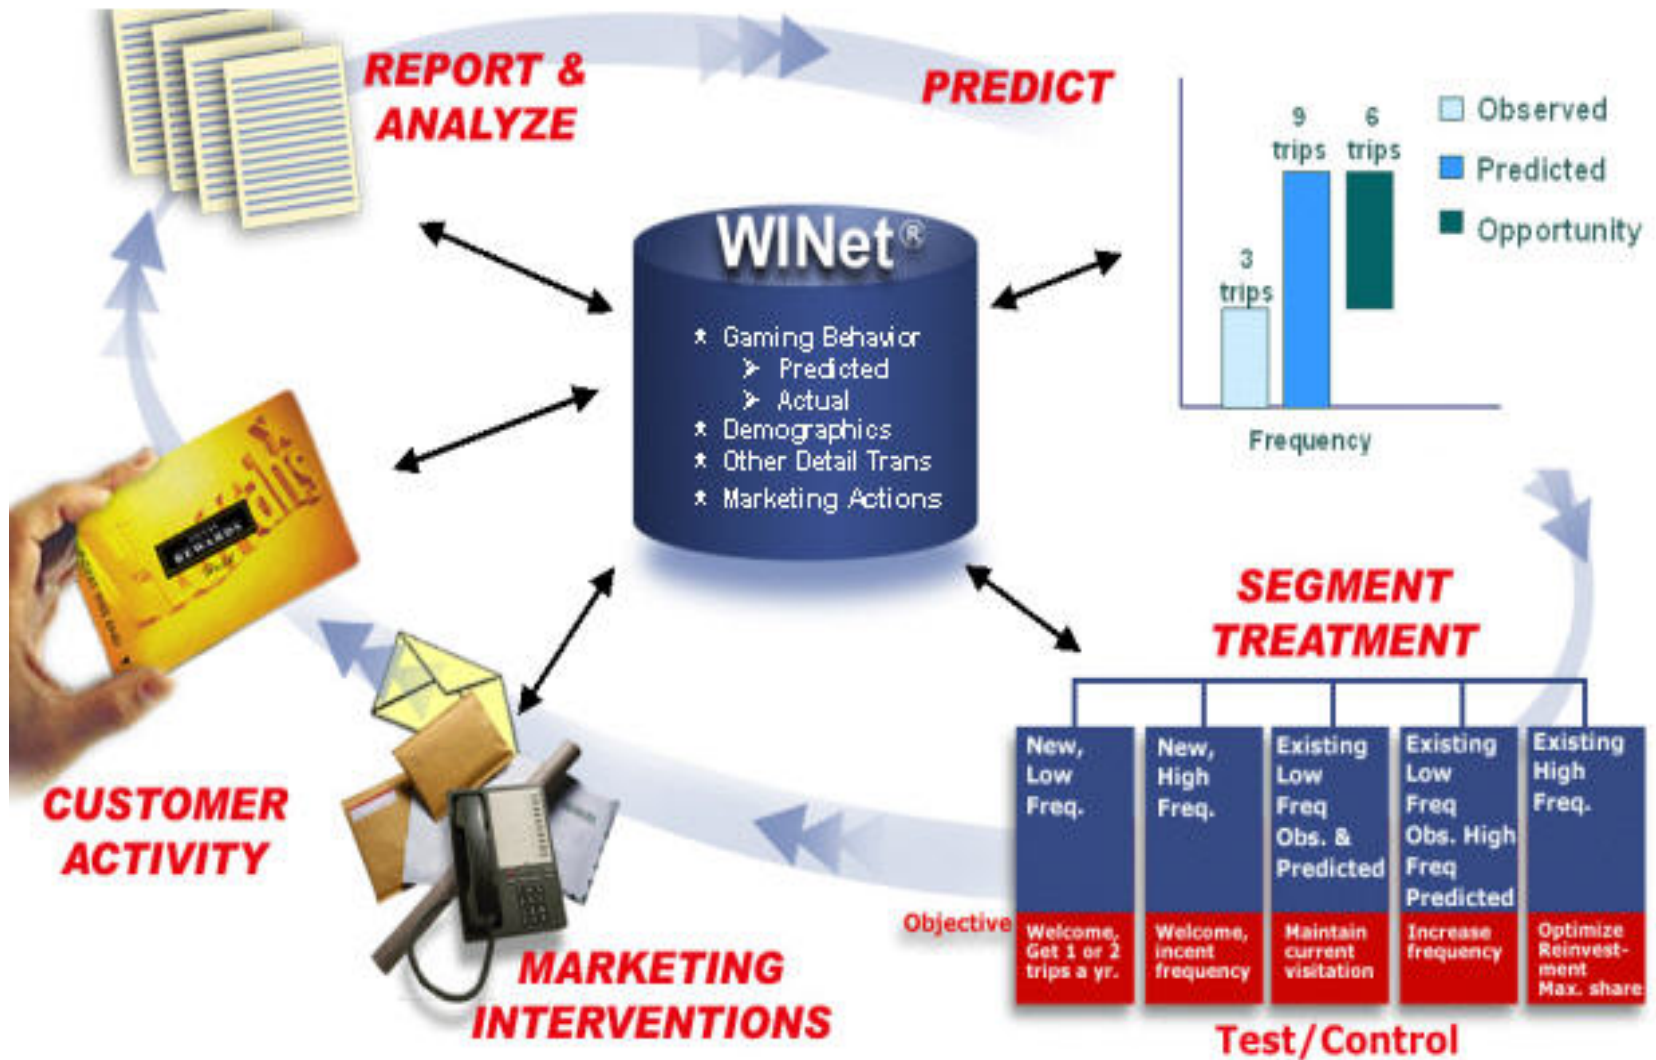 REPORT &
ANALYZE
PREDICT
9
trips
6
trips
3
trips
Observed
Predicted
Opportunity
Frequency
WINet®
Gaming Behavior
Predicted
Actual
Demographics
Other Detail Trans
Marketing Actions
REWARDS
SEGMENT
TREATMENT
New,
Low
Freq.
New,
High
Freq.
Existing
Low
Freq
Obs. &
Predicted
Existing
Low
Freq
Obs. High
Freq
Predicted
Existing
High
Freq.
Objective
Welcome,
Get 1 or 2
trips a yr.
Welcome,
incent
frequency
Maintain
current
visitation
Increase
frequency
Optimize
Reinvest-
ment
Max. share
Test/Control
CUSTOMER
ACTIVITY
MARKETING
INTERVENTIONS